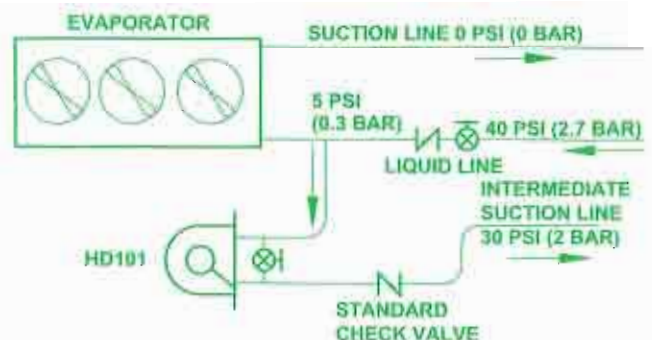 EVAPORATOR
SUCTION LINE 0 PSI (0 BAR)
5 PSI
(0.3 BAR)
40 PSI (2.7 BAR)
LIQUID LINE
INTERMEDIATE
SUCTION LINE
30 PSI (2 BAR)
HD101
STANDARD
CHECK VALVE